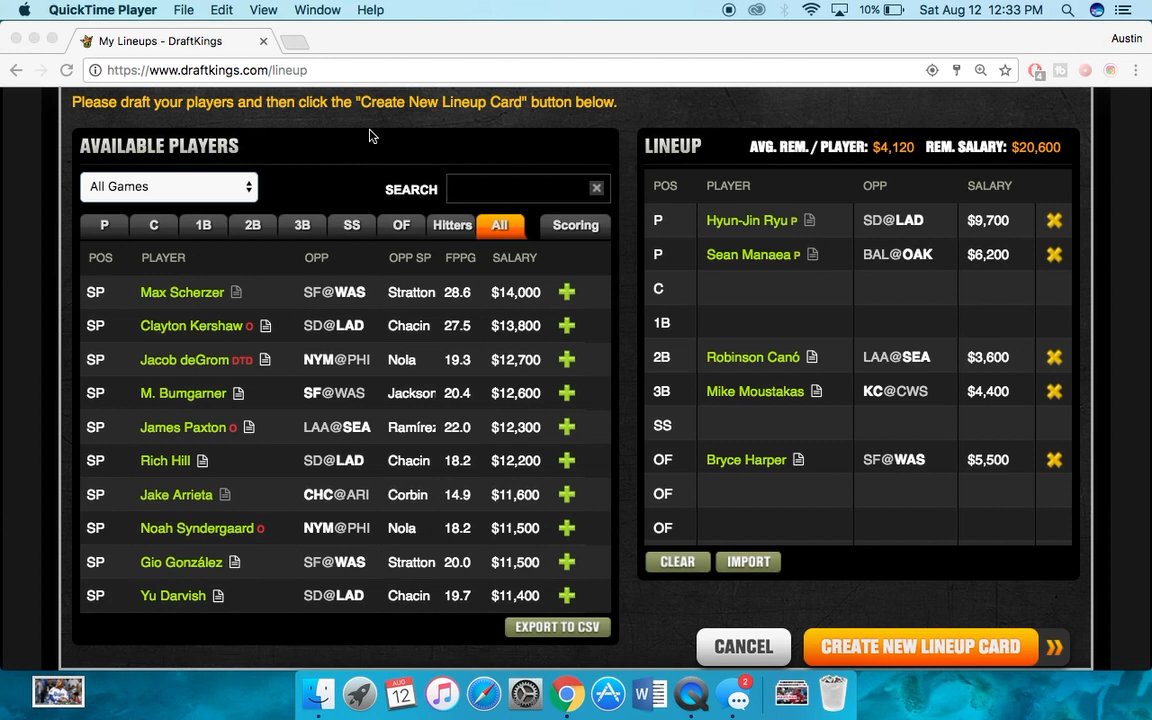 QuickTime Player File Edit View Window Help 10% Sat Aug 12 12:33 PM
My Lineups - DraftKings Austin
https://www.draftkings.com/lineup 4
Please draft your players and then click the "Create New Lineup Card" button below.
AVAILABLE PLAYERS
All Games SEARCH
P C 1B 2B 3B SS OF Hitters All Scoring
POS PLAYER OPP OPP SP FPPG SALARY
SP Max Scherzer SF@WAS Stratton 28.6 $14,000
SP Clayton Kershaw O SD@LAD Chacin 27.5 $13,800
SP Jacob deGrom DTD NYM@PHI Nola 19.3 $12,700
SP M. Bumgarner SF@WAS Jackson 20.4 $12,600
SP James Paxton O LAA@SEA Ramírez 22.0 $12,300
SP Rich Hill SD@LAD Chacin 18.2 $12,200
SP Jake Arrieta CHC@ARI Corbin 14.9 $11,600
SP Noah Syndergaard O NYM@PHI Nola 18.2 $11,500
SP Gio González SF@WAS Stratton 20.0 $11,500
SP Yu Darvish SD@LAD Chacin 19.7 $11,400
EXPORT TO CSV
LINEUP AVG. REM. / PLAYER: $4,120 REM. SALARY: $20,600
POS PLAYER OPP SALARY
P Hyun-Jin Ryu P SD@LAD $9,700
P Sean Manaea P BAL@OAK $6,200
C
1B
2B Robinson Canó LAA@SEA $3,600
3B Mike Moustakas KC@CWS $4,400
SS
OF Bryce Harper SF@WAS $5,500
OF
OF
CLEAR IMPORT
CANCEL CREATE NEW LINEUP CARD
AUG 12 W 2